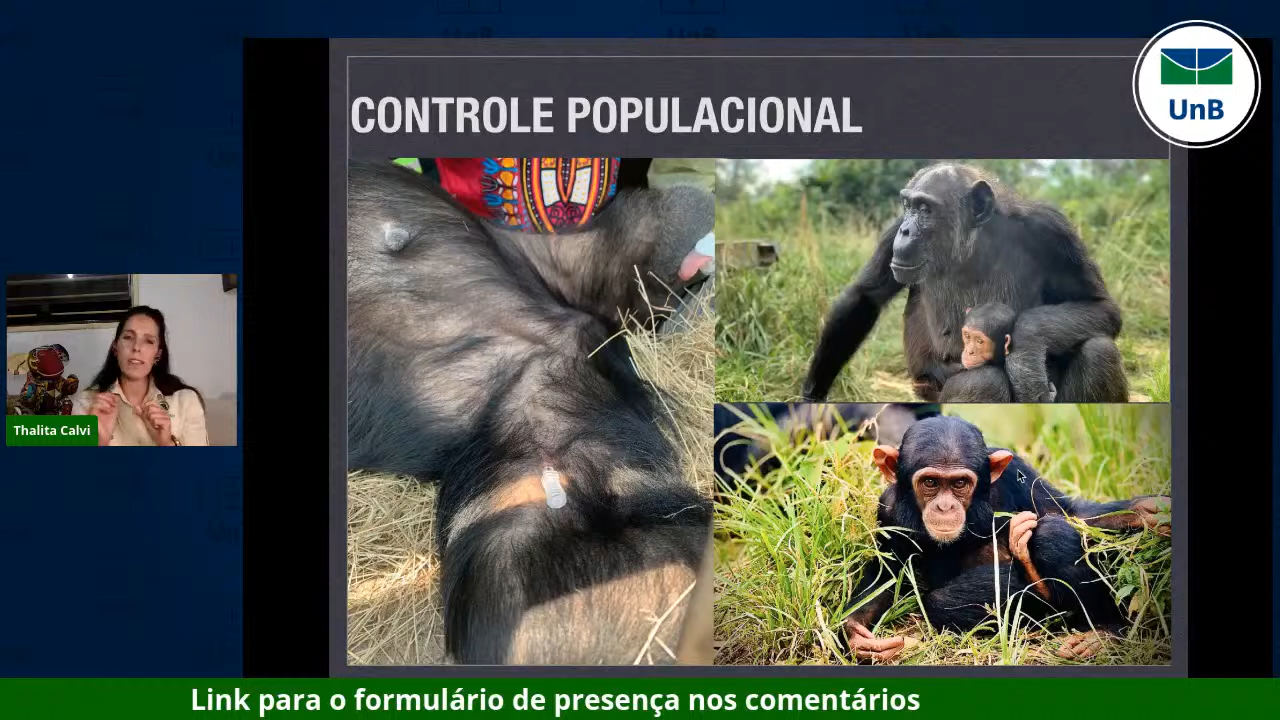 CONTROLE POPULACIONAL
UnB
Thalita Calvi
Link para o formulário de presença nos comentários